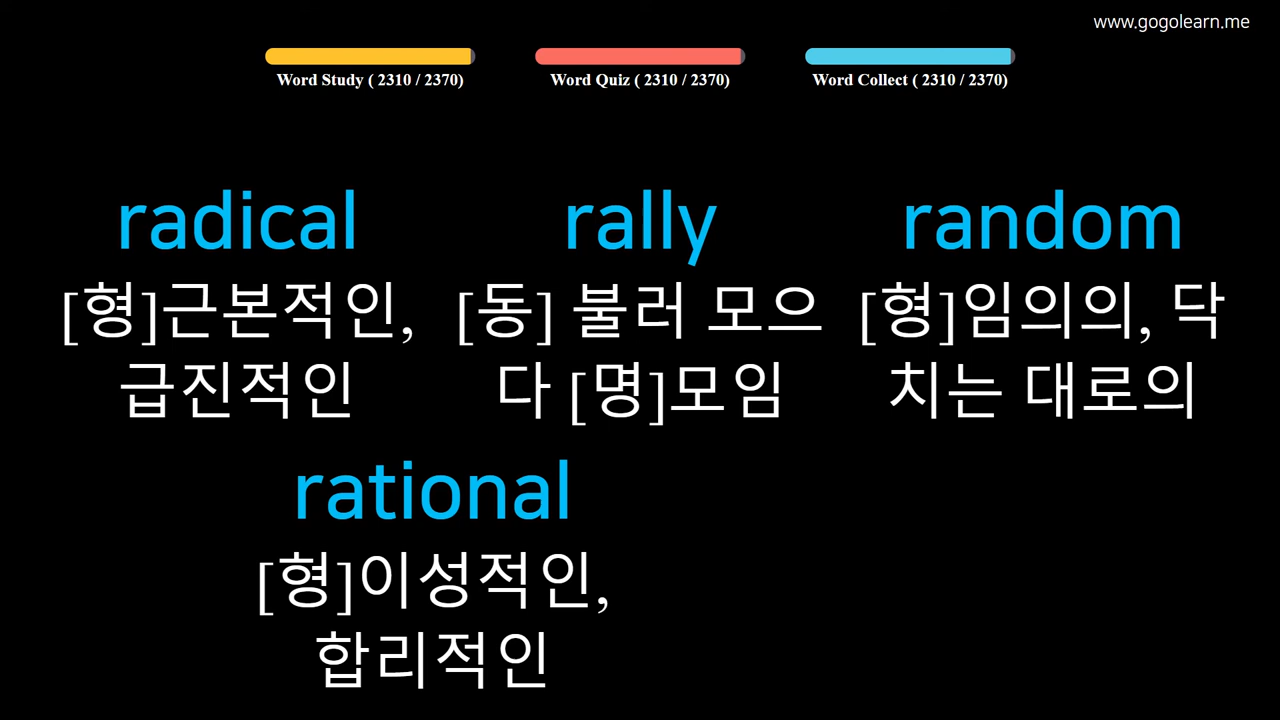 www.gogolearn.me
Word Study ( 2310 / 2370)
Word Quiz ( 2310 / 2370)
Word Collect ( 2310 / 2370)
radical
[형]근본적인,
급진적인
rally
[동] 불러 모으
다 [명]모임
random
[형]임의의, 닥
치는 대로의
rational
[형]이성적인,
합리적인